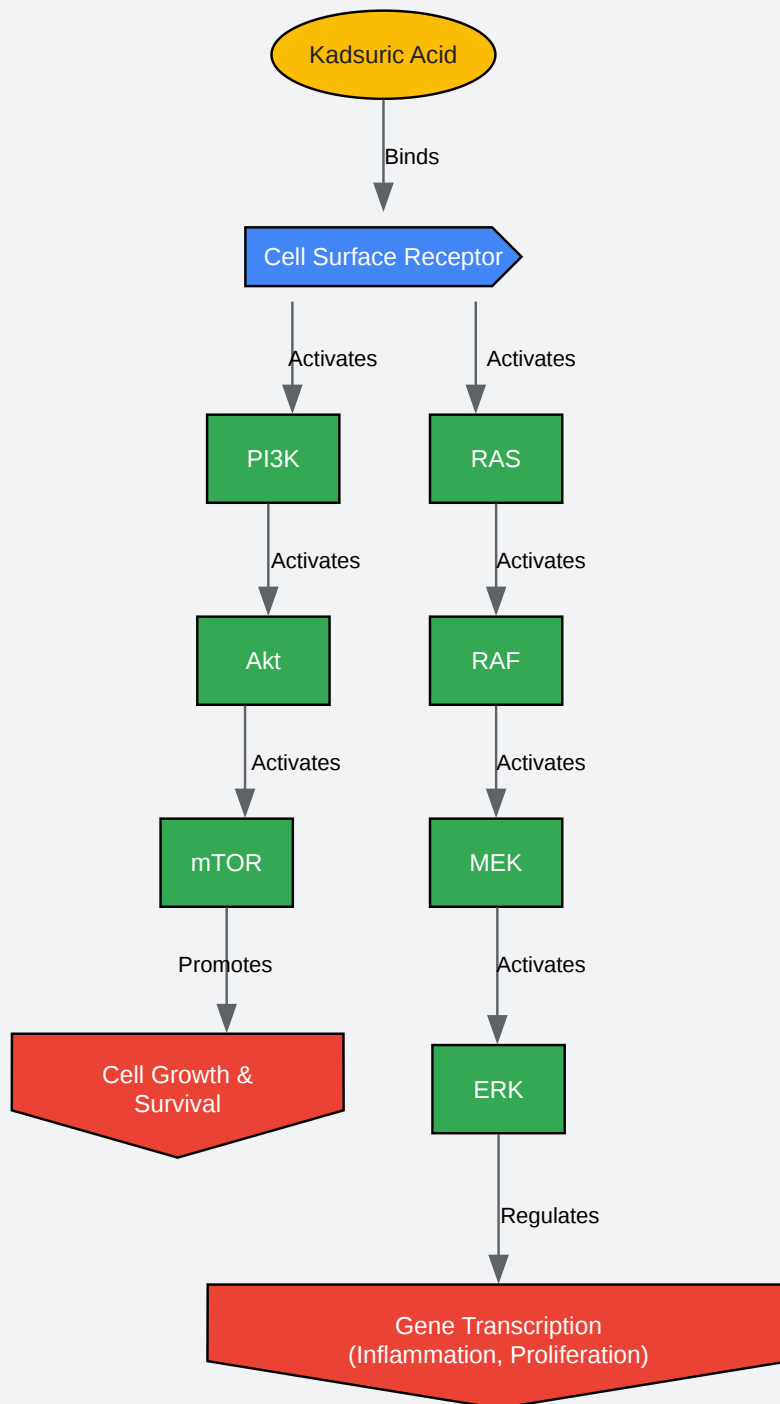 Kadsuric Acid
Binds
Cell Surface Receptor
Activates
Activates
PI3K
RAS
Activates
Activates
Akt
RAF
Activates
Activates
mTOR
MEK
Promotes
Activates
Cell Growth &
Survival
ERK
Regulates
Gene Transcription
(Inflammation, Proliferation)